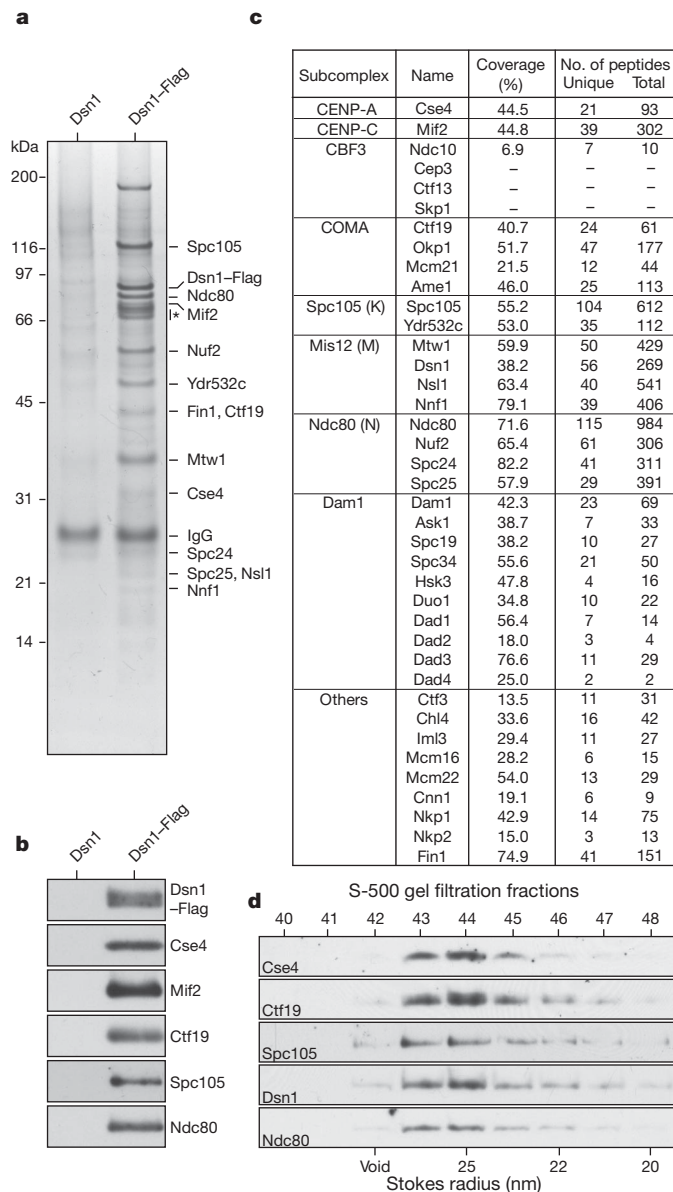 a
Dsn1
Dsn1–Flag
kDa
200
116
97
66
45
31
21
14
Spc105
Dsn1–Flag
Ndc80
*
Mif2
Nuf2
Ydr532c
Fin1, Ctf19
Mtw1
Cse4
IgG
Spc24
Spc25, Nsl1
Nnf1
b
Dsn1
Dsn1–Flag
Dsn1
–Flag
Cse4
Mif2
Ctf19
Spc105
Ndc80
c
Subcomplex Name Coverage (%) No. of peptides Unique Total
CENP-A Cse4 44.5 21 93
CENP-C Mif2 44.8 39 302
CBF3 Ndc10 6.9 7 10
Cep3 – – –
Ctf13 – – –
Skp1 – – –
COMA Ctf19 40.7 24 61
Okp1 51.7 47 177
Mcm21 21.5 12 44
Ame1 46.0 25 113
Spc105 (K) Spc105 55.2 104 612
Ydr532c 53.0 35 112
Mis12 (M) Mtw1 59.9 50 429
Dsn1 38.2 56 269
Nsl1 63.4 40 541
Nnf1 79.1 39 406
Ndc80 (N) Ndc80 71.6 115 984
Nuf2 65.4 61 306
Spc24 82.2 41 311
Spc25 57.9 29 391
Dam1 Dam1 42.3 23 69
Ask1 38.7 7 33
Spc19 38.2 10 27
Spc34 55.6 21 50
Hsk3 47.8 4 16
Duo1 34.8 10 22
Dad1 56.4 7 14
Dad2 18.0 3 4
Dad3 76.6 11 29
Dad4 25.0 2 2
Others Ctf3 13.5 11 31
Chl4 33.6 16 42
Iml3 29.4 11 27
Mcm16 28.2 6 15
Mcm22 54.0 13 29
Cnn1 19.1 6 9
Nkp1 42.9 14 75
Nkp2 15.0 3 13
Fin1 74.9 41 151
d
S-500 gel filtration fractions
40 41 42 43 44 45 46 47 48
Cse4
Ctf19
Spc105
Dsn1
Ndc80
Void 25 22 20
Stokes radius (nm)